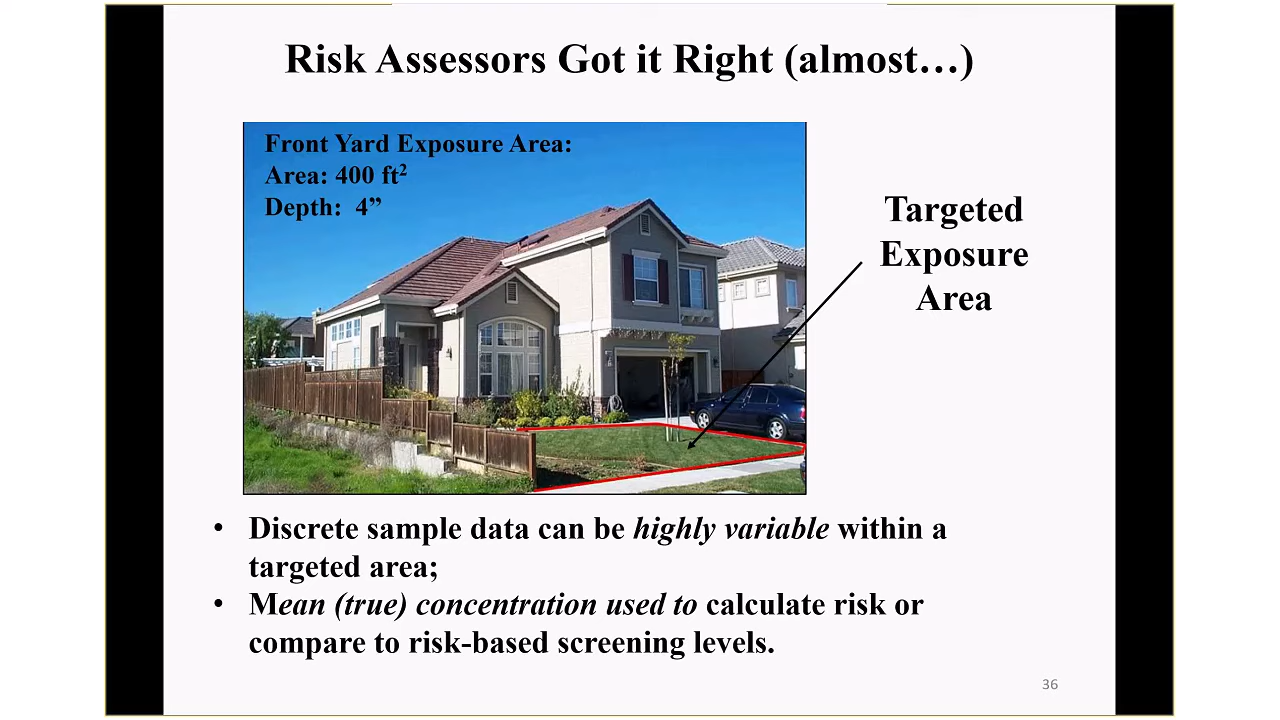 Risk Assessors Got it Right (almost…)
Front Yard Exposure Area:
Area: 400 ft²
Depth:  4”
Targeted
Exposure
Area
• Discrete sample data can be highly variable within a
targeted area;
• Mean (true) concentration used to calculate risk or
compare to risk-based screening levels.
36